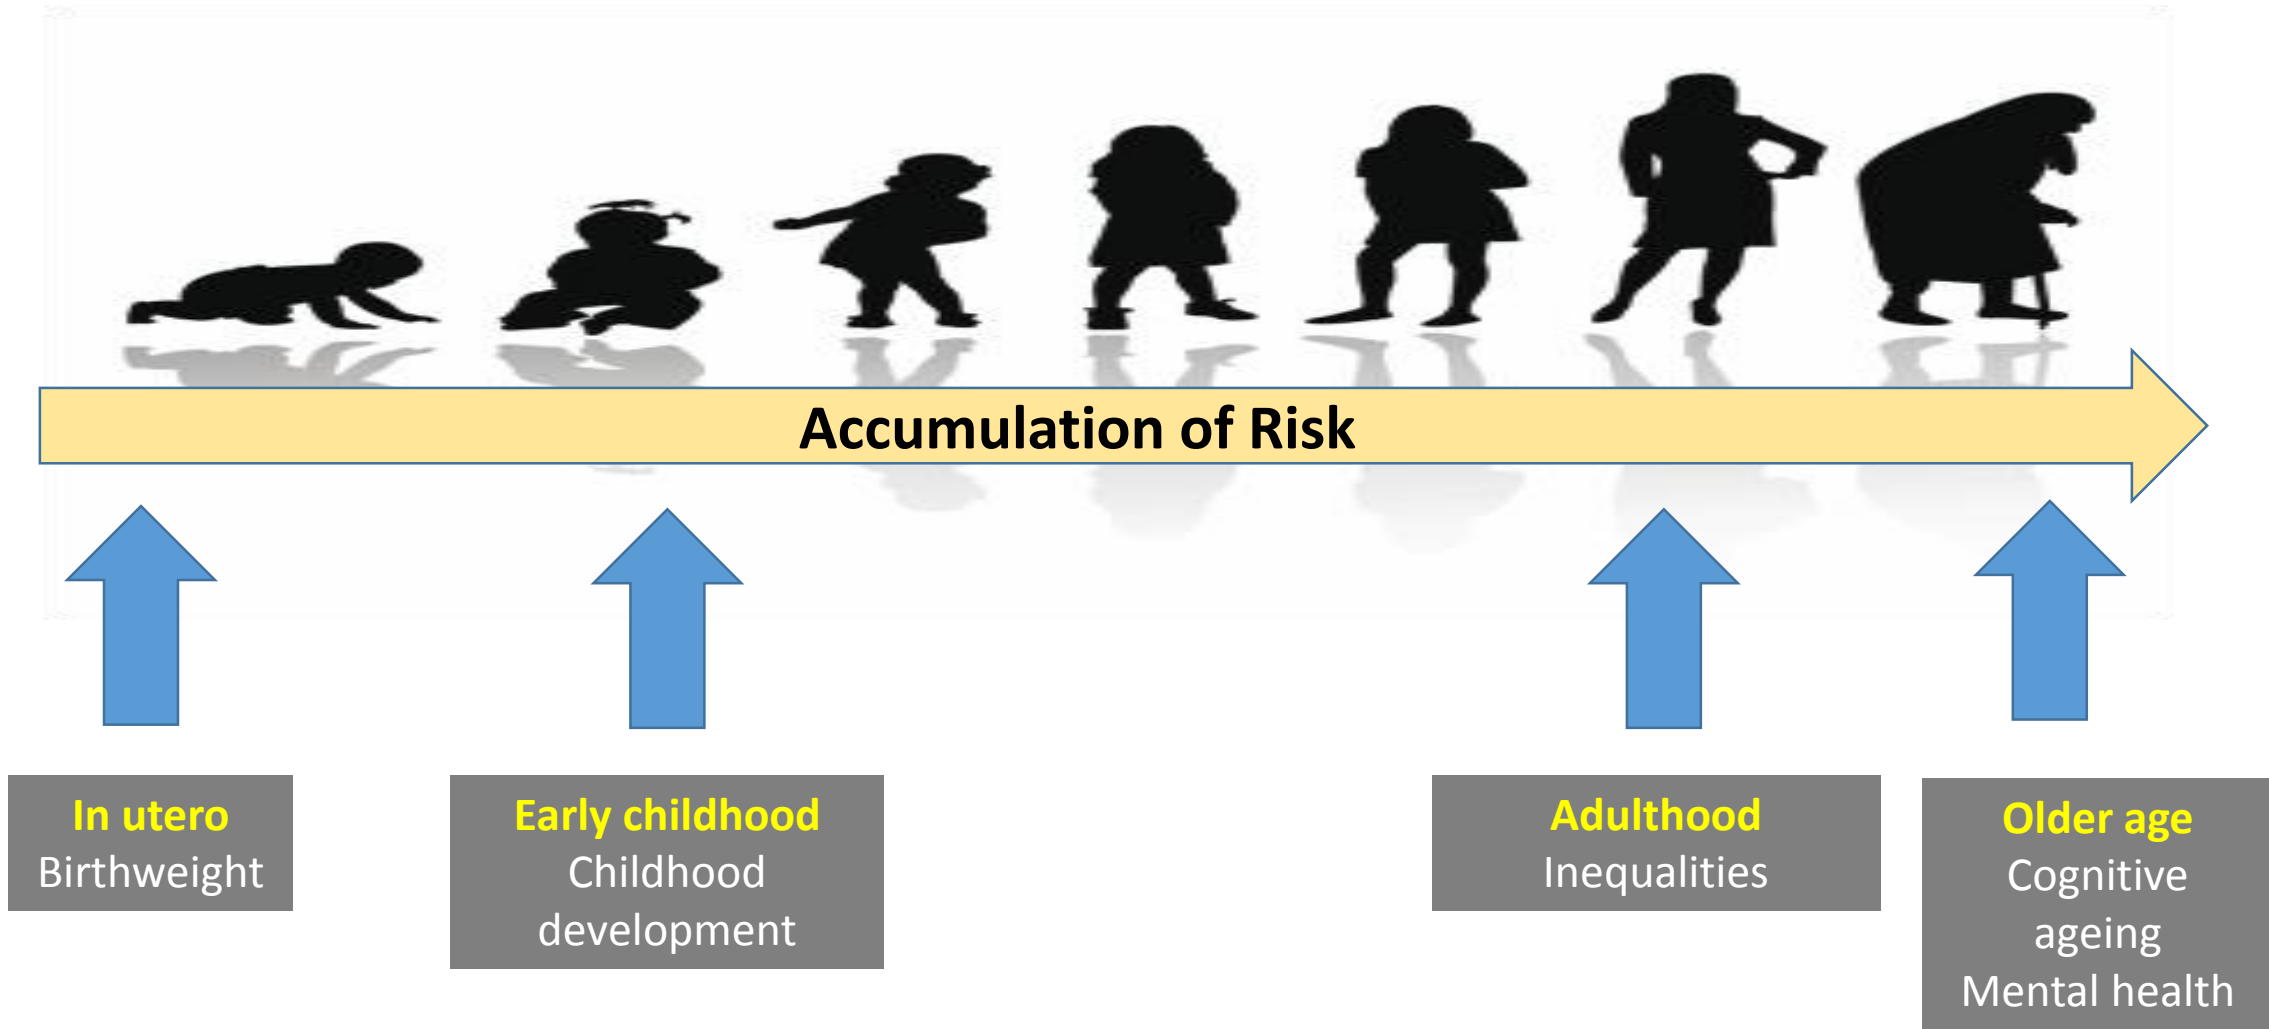 Accumulation of Risk
In utero
Birthweight
Early childhood
Childhood
development
Adulthood
Inequalities
Older age
Cognitive
ageing
Mental health